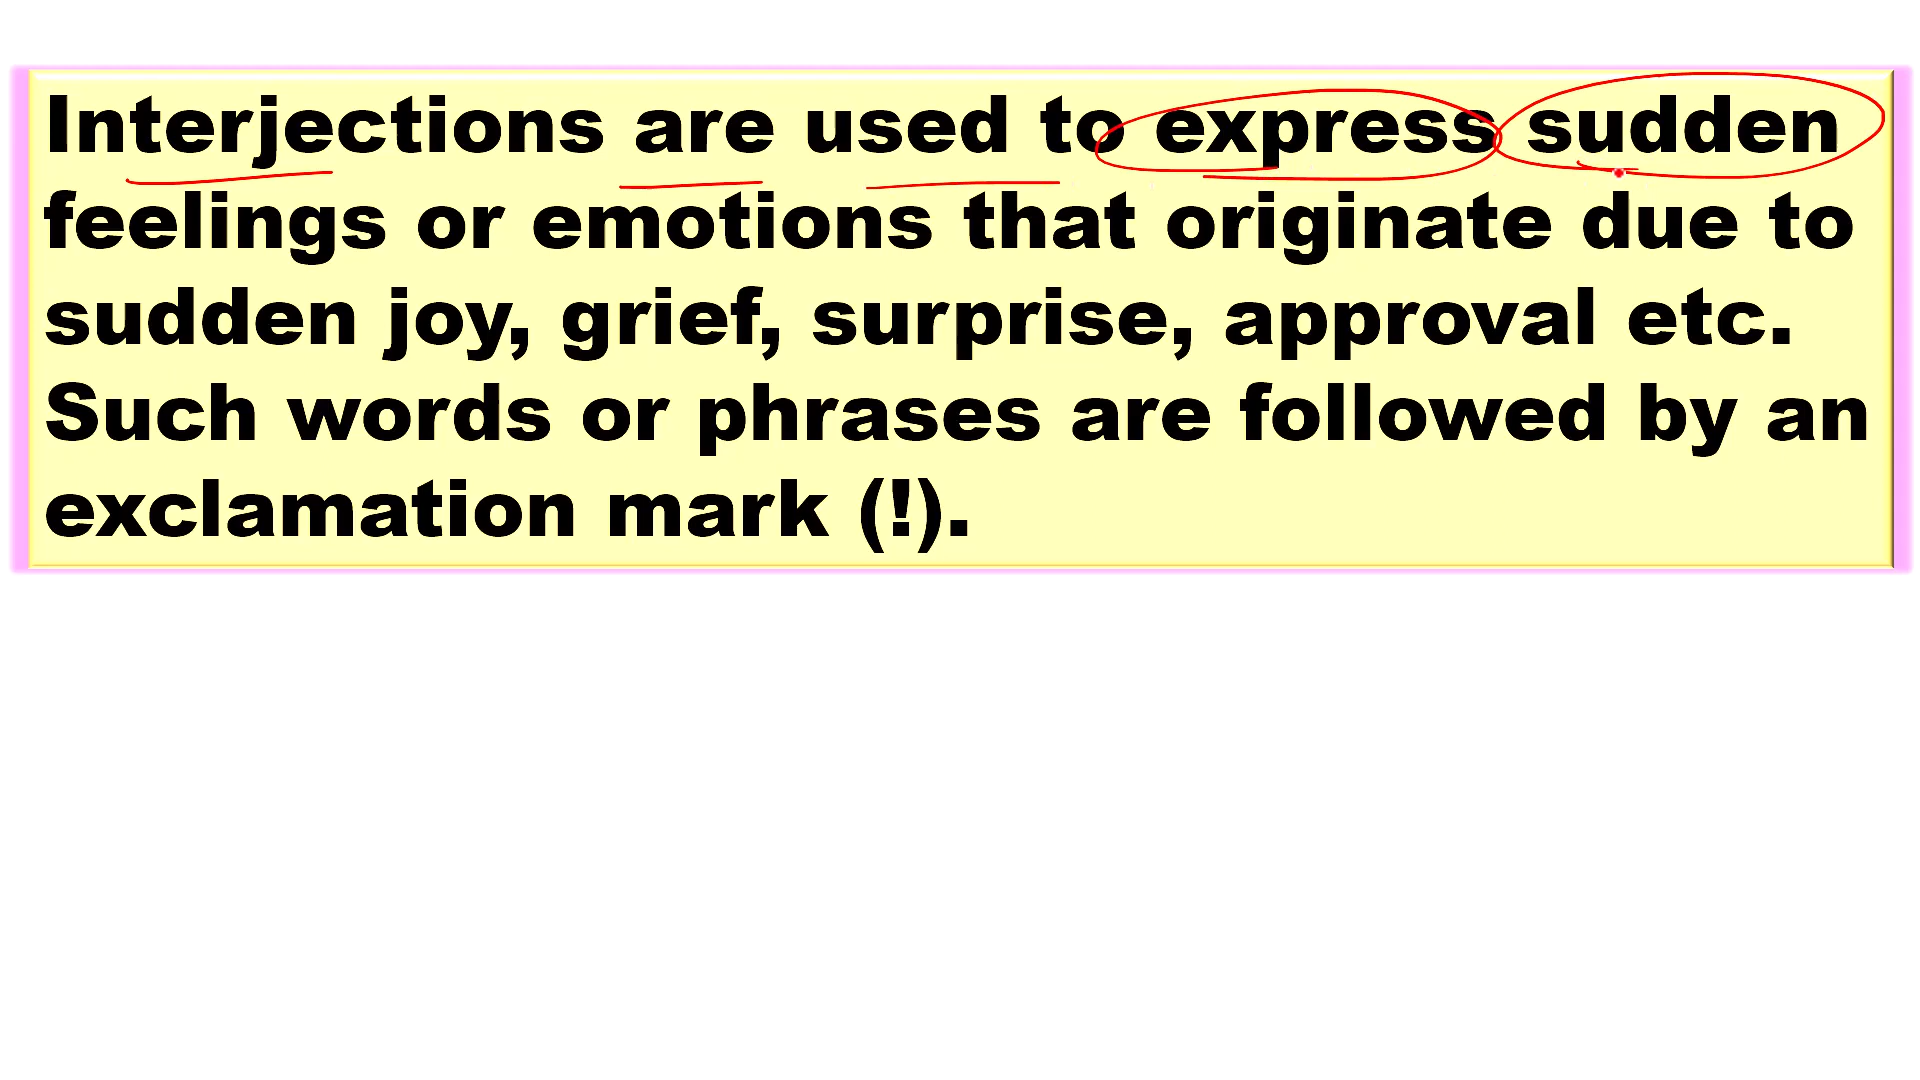 Interjections are used to express sudden
feelings or emotions that originate due to
sudden joy, grief, surprise, approval etc.
Such words or phrases are followed by an
exclamation mark (!).